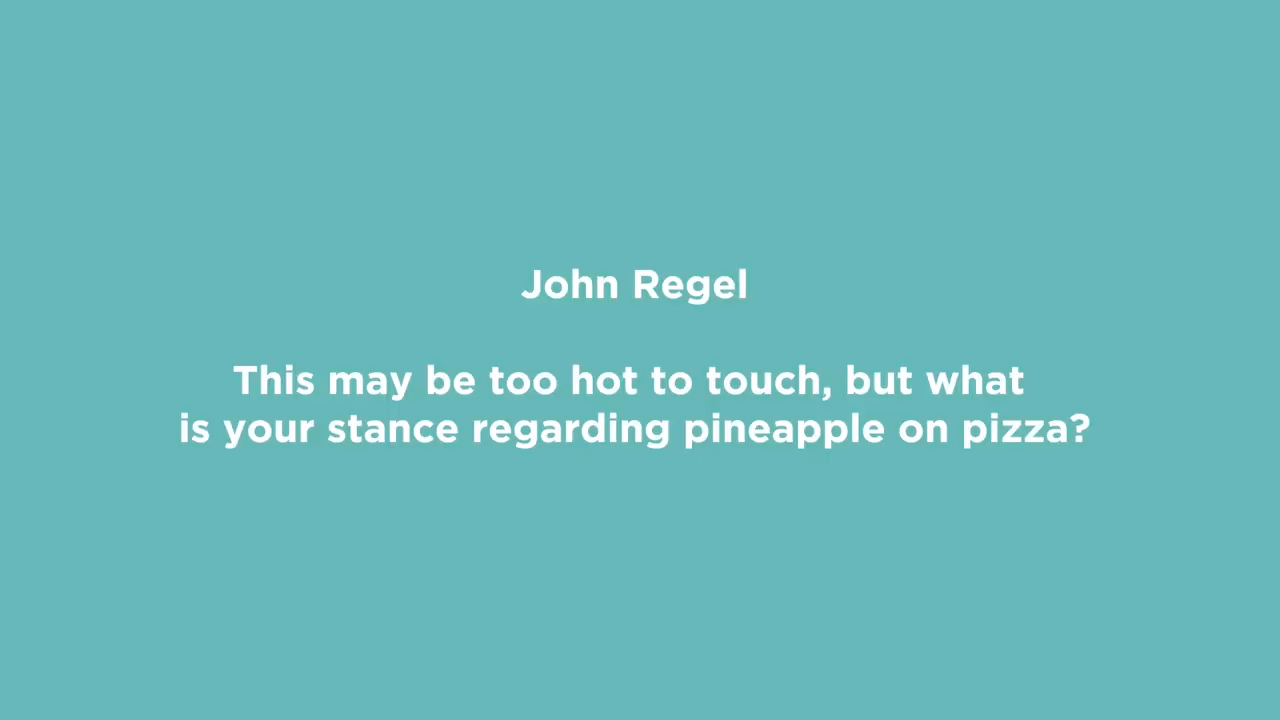 John Regel
This may be too hot to touch, but what
is your stance regarding pineapple on pizza?